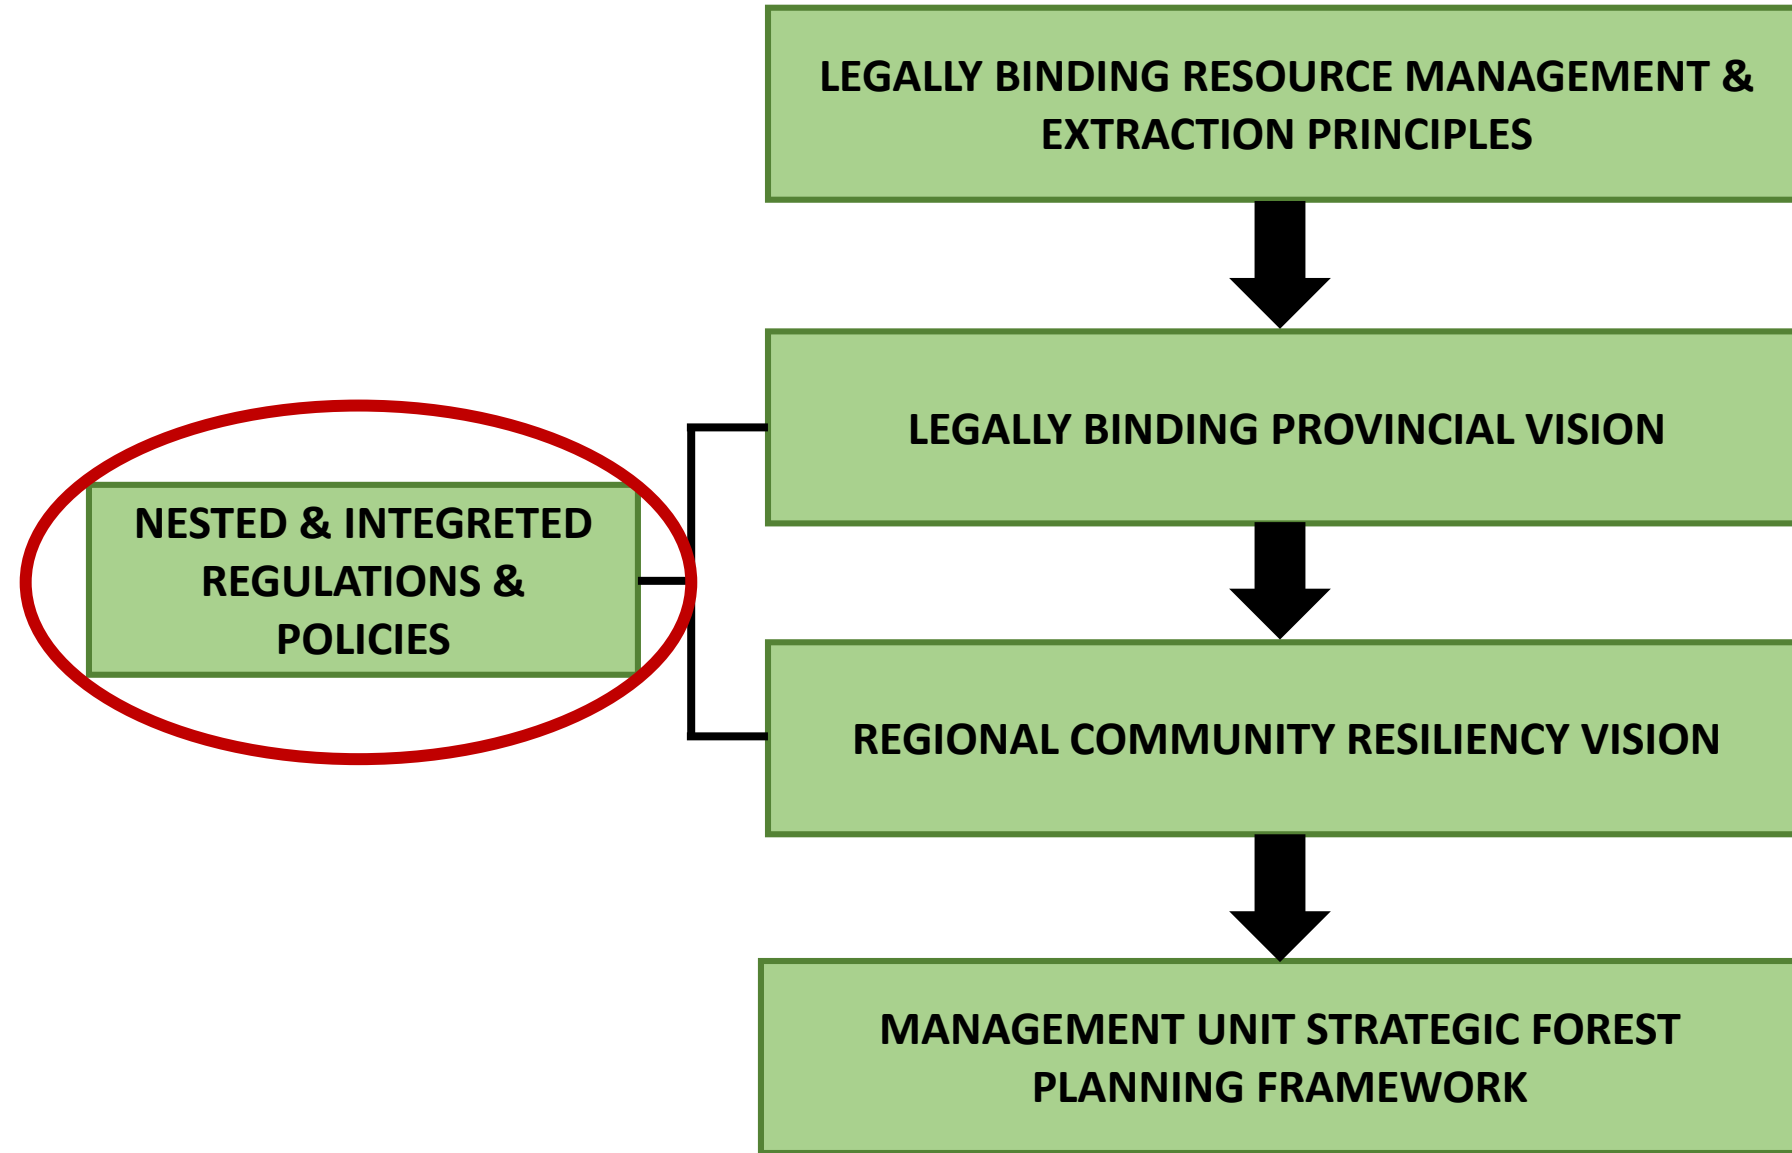 LEGALLY BINDING RESOURCE MANAGEMENT &
EXTRACTION PRINCIPLES
LEGALLY BINDING PROVINCIAL VISION
NESTED & INTEGRETED
REGULATIONS &
POLICIES
REGIONAL COMMUNITY RESILIENCY VISION
MANAGEMENT UNIT STRATEGIC FOREST
PLANNING FRAMEWORK